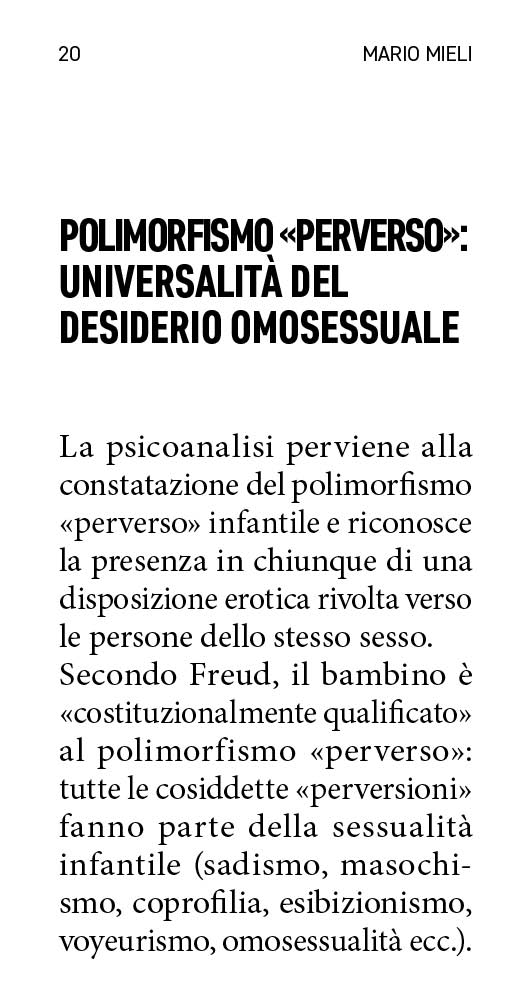 20 MARIO MIELI
POLIMORFISMO «PERVERSO»:
UNIVERSALITÀ DEL
DESIDERIO OMOSESSUALE
La psicoanalisi perviene alla
constatazione del polimorfismo
«perverso» infantile e riconosce
la presenza in chiunque di una
disposizione erotica rivolta verso
le persone dello stesso sesso.
Secondo Freud, il bambino è
«costituzionalmente qualificato»
al polimorfismo «perverso»:
tutte le cosiddette «perversioni»
fanno parte della sessualità
infantile (sadismo, masochi-
smo, coprofilia, esibizionismo,
voyeurismo, omosessualità ecc.).